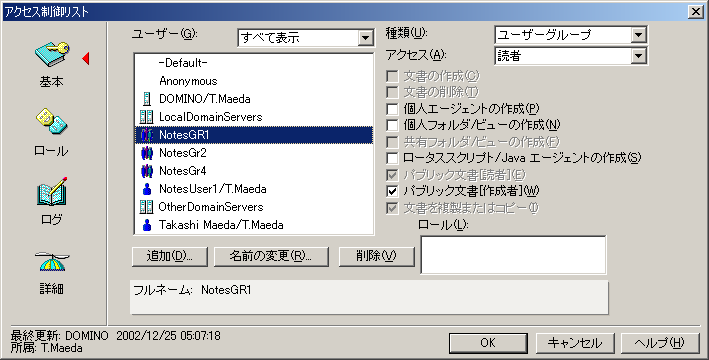 アクセス制御リスト
基本
ロール
ログ
詳細
ユーザー(G):
すべて表示
-Default-
Anonymous
DOMINO/T.Maeda
LocalDomainServers
NotesGR1
NotesGr2
NotesGr4
NotesUser1/T.Maeda
OtherDomainServers
Takashi Maeda/T.Maeda
追加(D)...
名前の変更(R)...
削除(V)
種類(U):
ユーザーグループ
アクセス(A):
読者
文書の作成(C)
文書の削除(T)
個人エージェントの作成(P)
個人フォルダ/ビューの作成(N)
共有フォルダ/ビューの作成(F)
ロータススクリプト/Java エージェントの作成(S)
パブリック文書[読者](E)
パブリック文書[作成者](W)
文書を複製またはコピー(I)
ロール(L):
フルネーム: NotesGR1
最終更新: DOMINO 2002/12/25 05:07:18
所属: T.Maeda
OK
キャンセル
ヘルプ(H)